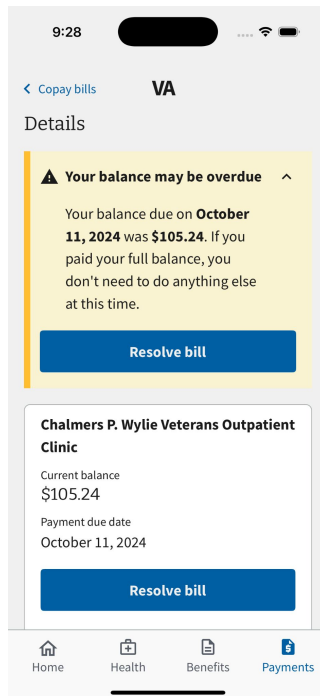 9:28
Copay bills
VA
Details
Your balance may be overdue
Your balance due on October
11, 2024 was $105.24. If you
paid your full balance, you
don't need to do anything else
at this time.
Resolve bill
Chalmers P. Wylie Veterans Outpatient
Clinic
Current balance
$105.24
Payment due date
October 11, 2024
Resolve bill
Home
Health
Benefits
Payments